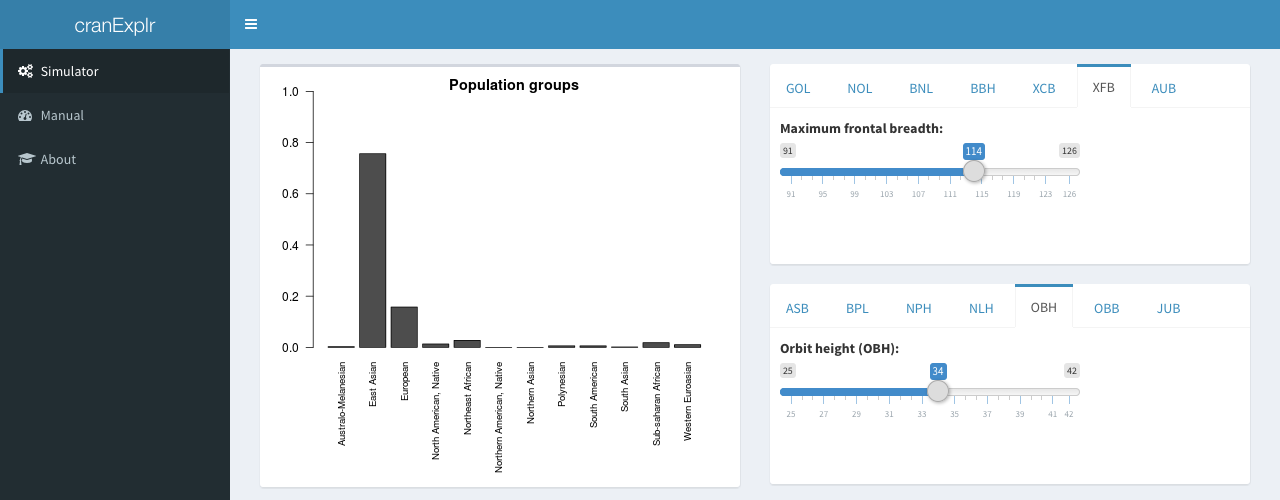 cranExplr
Simulator
Manual
About
Population groups
1.0
0.8
0.6
0.4
0.2
0.0
Australo-Melanesian
East Asian
European
North American, Native
Northeast African
Northern American, Native
Northern Asian
Polynesian
South American
South Asian
Sub-saharan African
Western Euroasian
GOL NOL BNL BBH XCB XFB AUB
Maximum frontal breadth:
91 114 126
91 95 99 103 107 111 115 119 123 126
ASB BPL NPH NLH OBH OBB JUB
Orbit height (OBH):
25 34 42
25 27 29 31 33 35 37 39 41 42